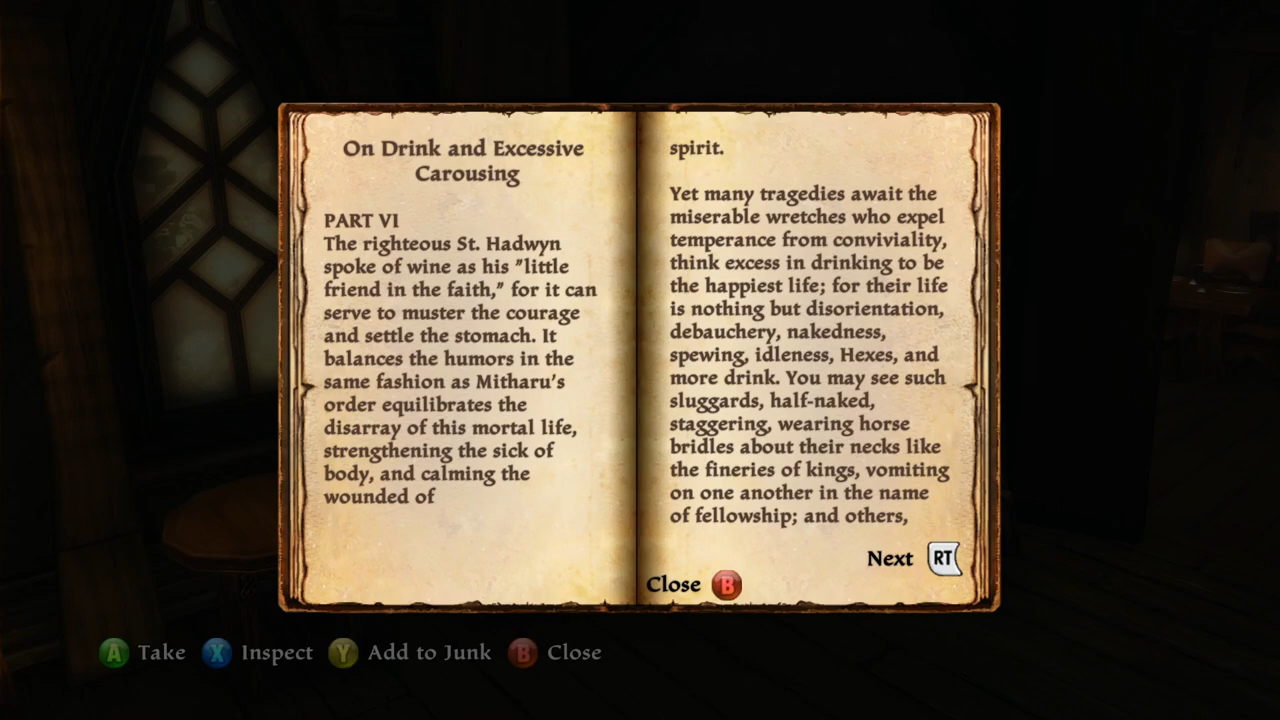 On Drink and Excessive
Carousing
PART VI
The righteous St. Hadwyn
spoke of wine as his "little
friend in the faith," for it can
serve to muster the courage
and settle the stomach. It
balances the humors in the
same fashion as Mitharu's
order equilibrates the
disarray of this mortal life,
strengthening the sick of
body, and calming the
wounded of
spirit.
Yet many tragedies await the
miserable wretches who expel
temperance from conviviality,
think excess in drinking to be
the happiest life; for their life
is nothing but disorientation,
debauchery, nakedness,
spewing, idleness, Hexes, and
more drink. You may see such
sluggards, half-naked,
staggering, wearing horse
bridles about their necks like
the fineries of kings, vomiting
on one another in the name
of fellowship; and others,
Next RT
Close B
A Take X Inspect Y Add to Junk B Close